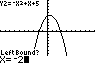 Y2=-X²+X+5
Left Bound?
X=-2